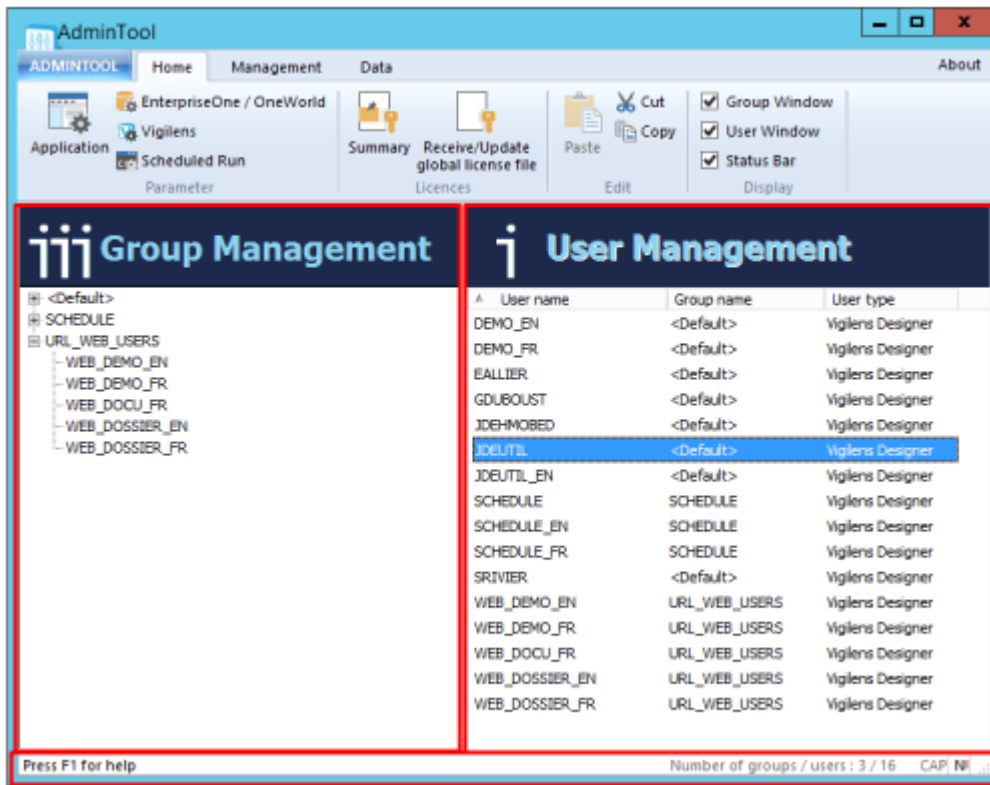 AdminTool
ADMINTOOL Home Management Data About
Application
EnterpriseOne / OneWorld
Vigilens
Scheduled Run
Parameter
Summary
Receive/Update
global license file
Licences
Paste
Cut
Copy
Edit
Group Window
User Window
Status Bar
Display
Group Management
<Default>
SCHEDULE
URL_WEB_USERS
WEB_DEMO_EN
WEB_DEMO_FR
WEB_DOCU_FR
WEB_DOSSIER_EN
WEB_DOSSIER_FR
User Management
User name Group name User type
DEMO_EN <Default> Vigilens Designer
DEMO_FR <Default> Vigilens Designer
EALLIER <Default> Vigilens Designer
GDUBOUST <Default> Vigilens Designer
JDEHMOBED <Default> Vigilens Designer
JDEUTIL <Default> Vigilens Designer
JDEUTIL_EN <Default> Vigilens Designer
SCHEDULE SCHEDULE Vigilens Designer
SCHEDULE_EN SCHEDULE Vigilens Designer
SCHEDULE_FR SCHEDULE Vigilens Designer
SRIVIER <Default> Vigilens Designer
WEB_DEMO_EN URL_WEB_USERS Vigilens Designer
WEB_DEMO_FR URL_WEB_USERS Vigilens Designer
WEB_DOCU_FR URL_WEB_USERS Vigilens Designer
WEB_DOSSIER_EN URL_WEB_USERS Vigilens Designer
WEB_DOSSIER_FR URL_WEB_USERS Vigilens Designer
Press F1 for help Number of groups / users : 3 / 16 CAP